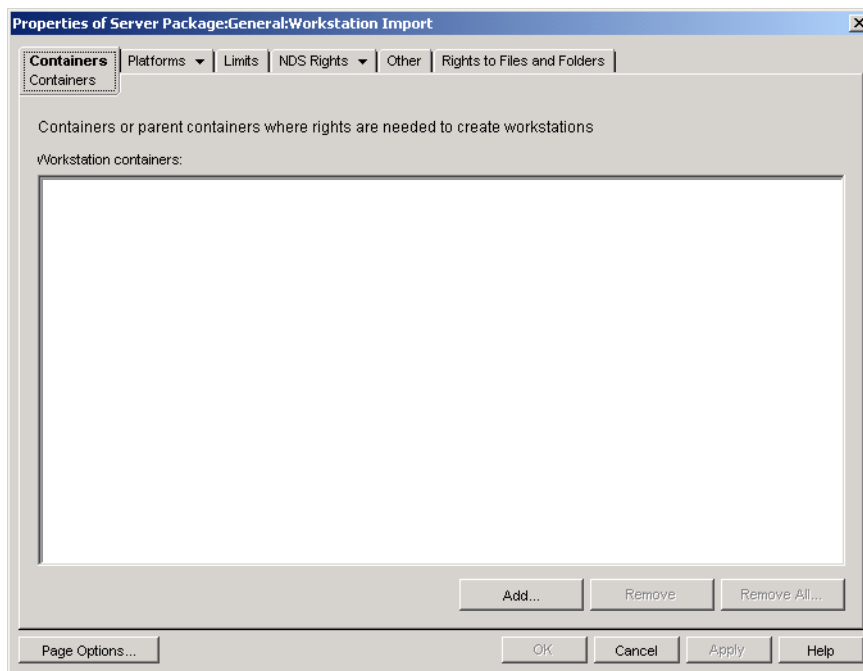 Properties of Server Package:General:Workstation Import
Containers Platforms Limits NDS Rights Other Rights to Files and Folders
Containers
Containers or parent containers where rights are needed to create workstations
Workstation containers:
Add... Remove Remove All...
Page Options... OK Cancel Apply Help